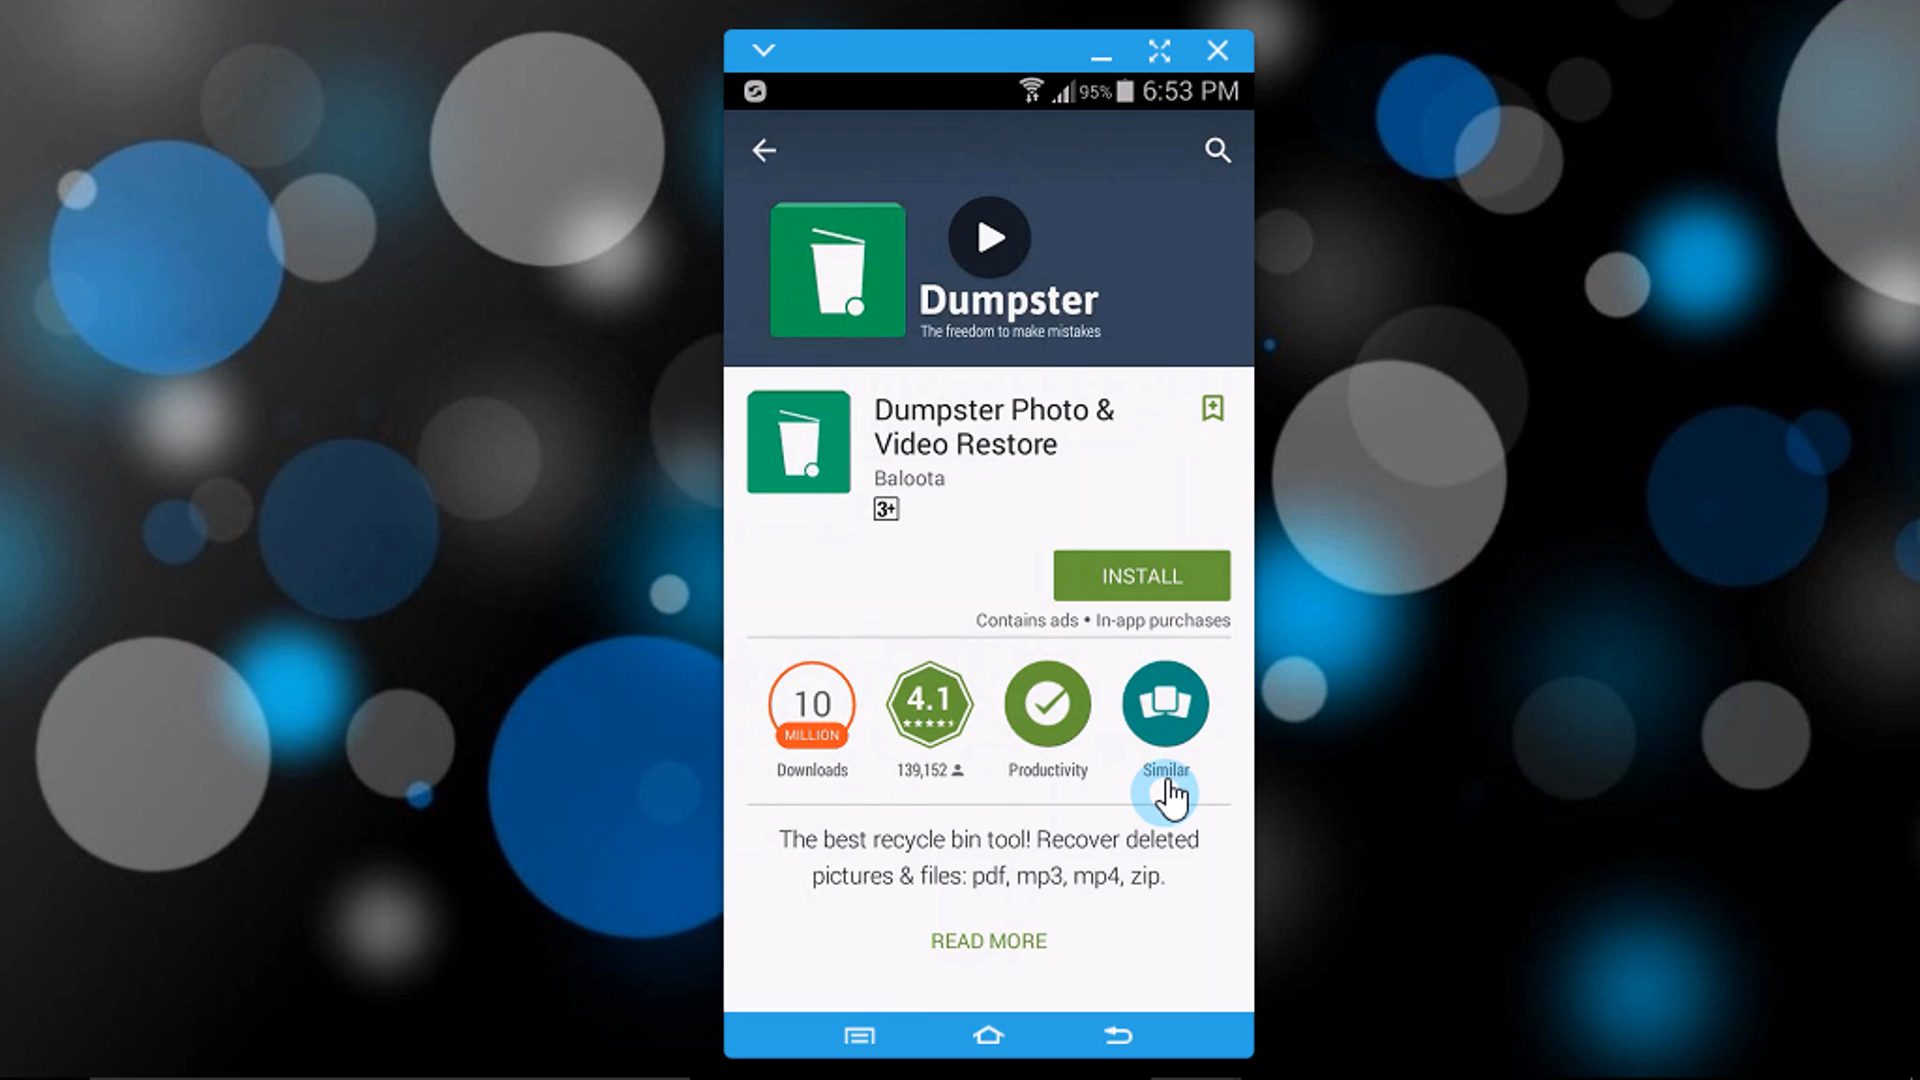 95% 6:53 PM
Dumpster
The freedom to make mistakes
Dumpster Photo &
Video Restore
Baloota
3+
INSTALL
Contains ads • In-app purchases
10
MILLION
4.1
Downloads
139,152
Productivity
Similar
The best recycle bin tool! Recover deleted
pictures & files: pdf, mp3, mp4, zip.
READ MORE